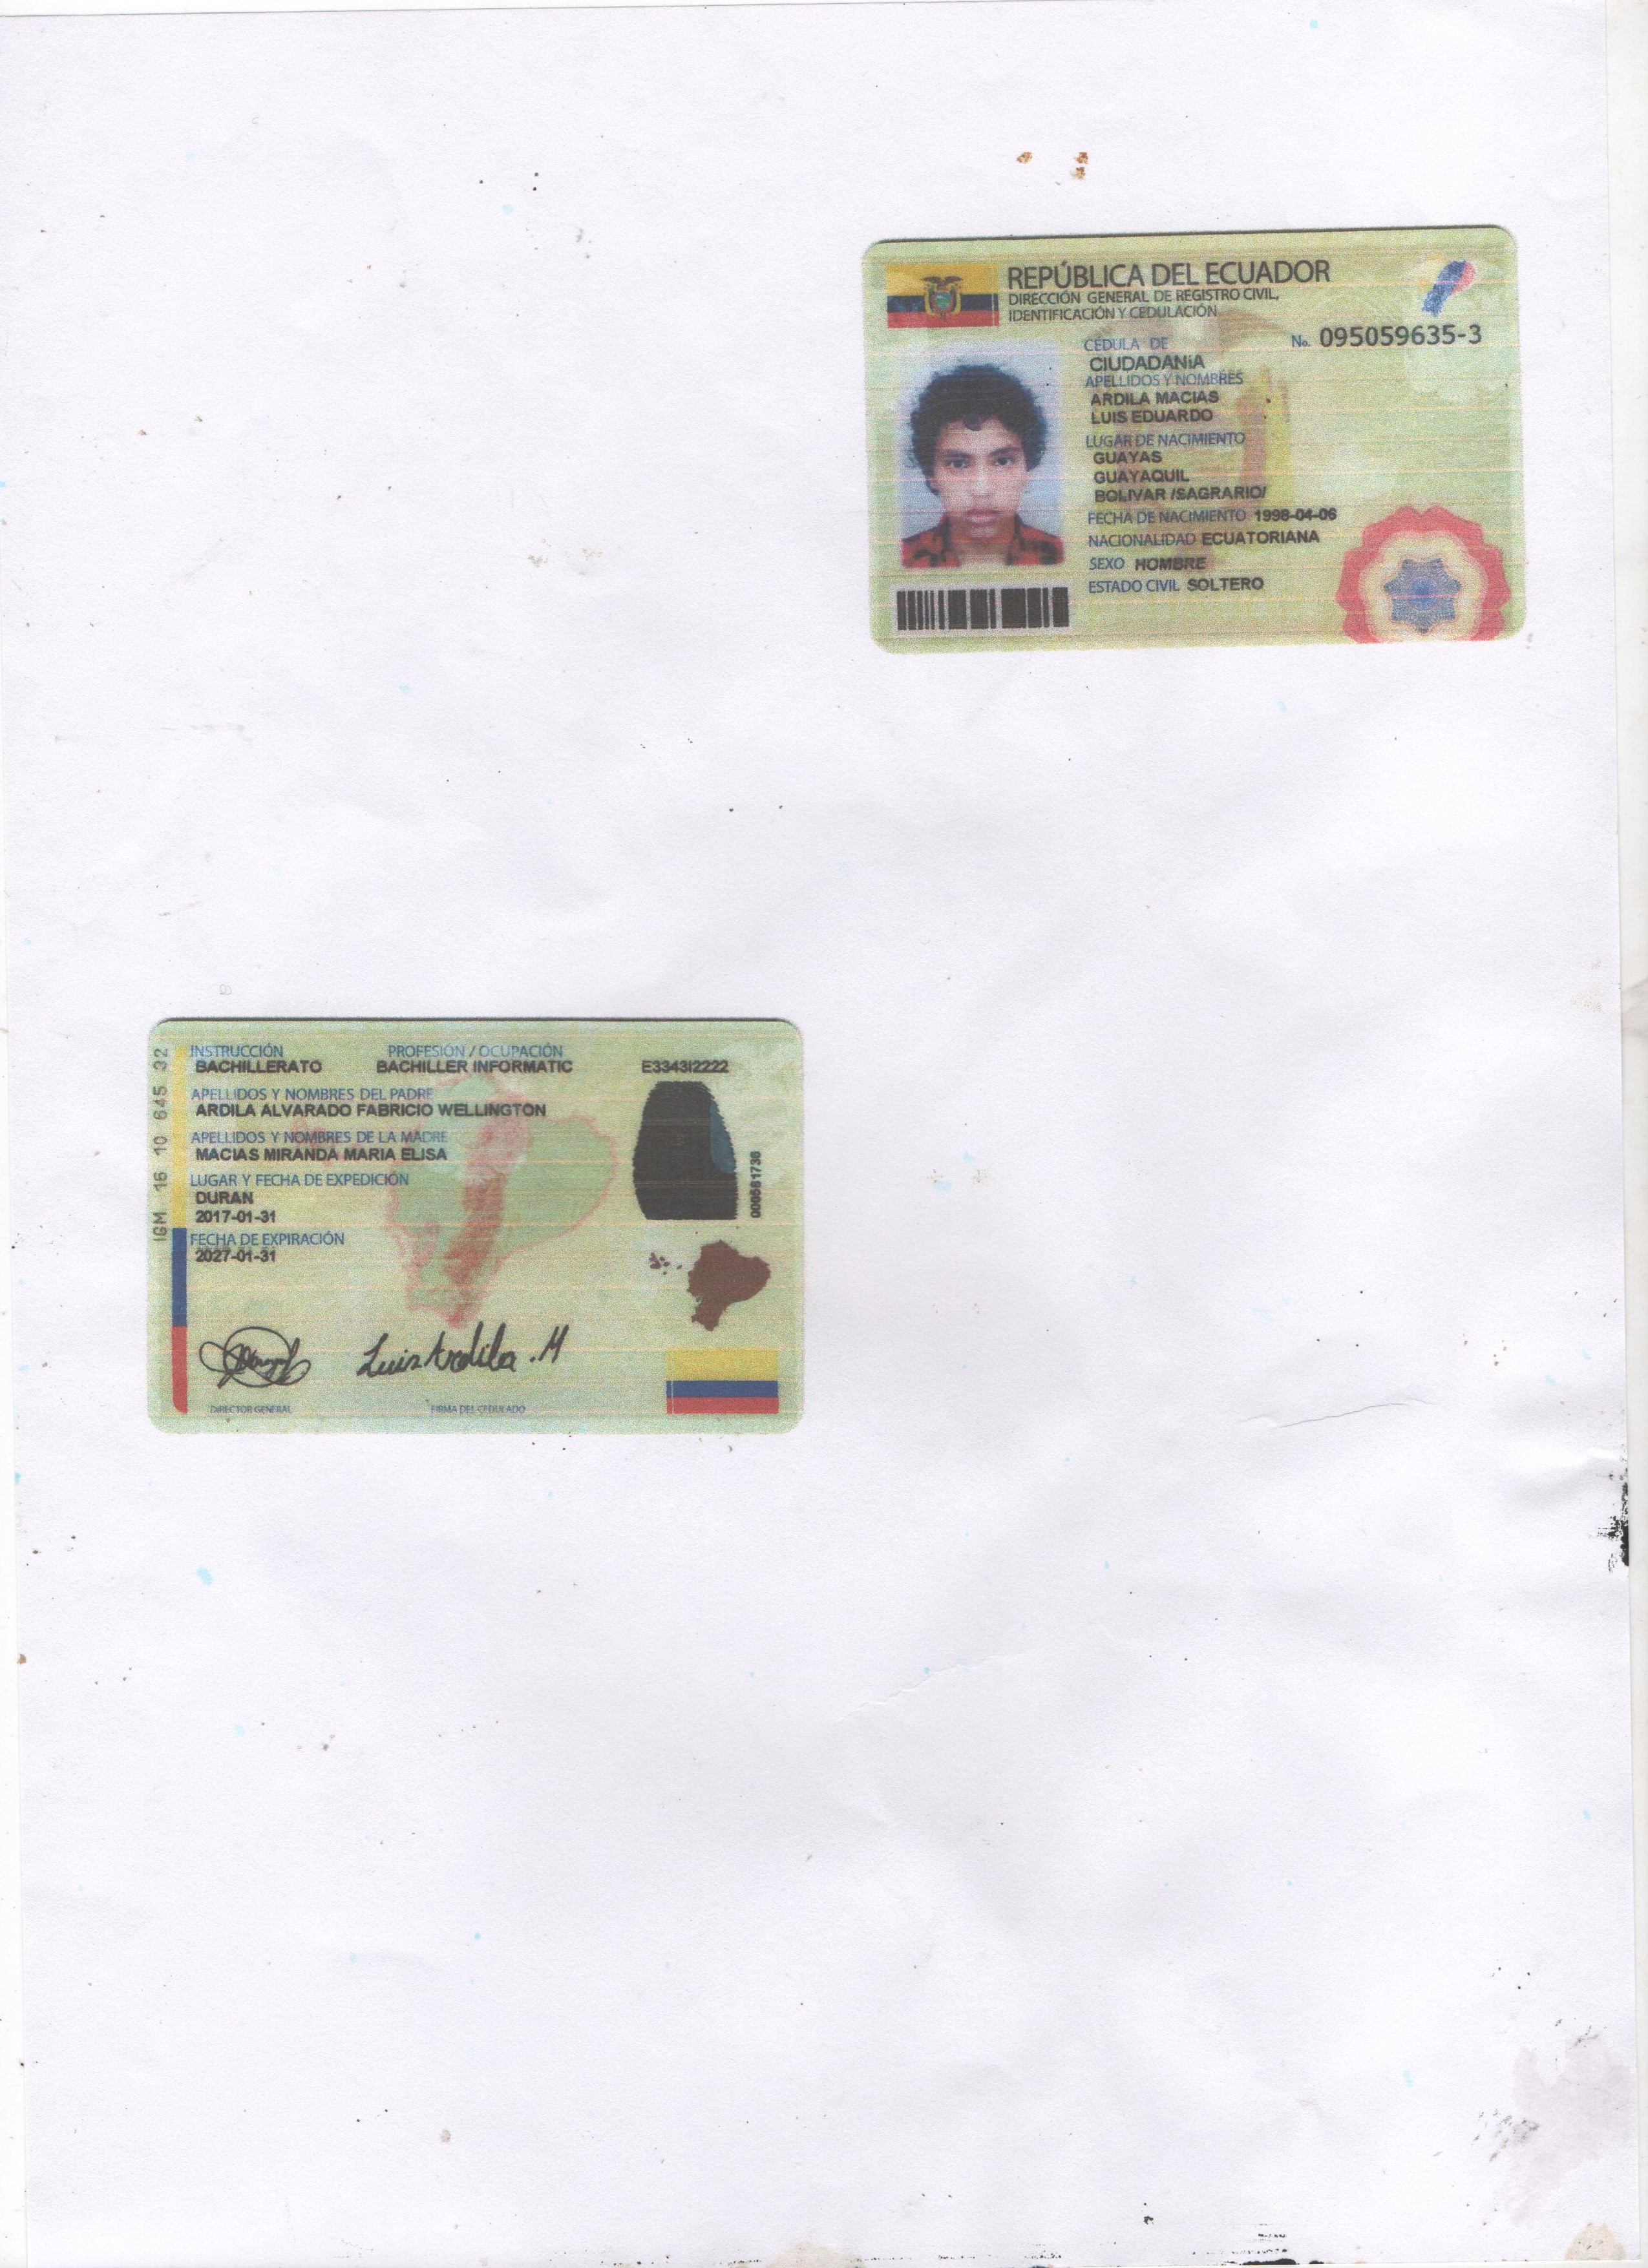 REPÚBLICA DEL ECUADOR
DIRECCIÓN GENERAL DE REGISTRO CIVIL,
IDENTIFICACIÓN Y CEDULACIÓN
No. 095059635-3
CÉDULA DE
CIUDADANíA
APELLIDOS Y NOMBRES
ARDILA MACIAS
LUIS EDUARDO
LUGAR DE NACIMIENTO
GUAYAS
GUAYAQUIL
BOLIVAR /SAGRARIO/
FECHA DE NACIMIENTO 1998-04-06
NACIONALIDAD ECUATORIANA
SEXO HOMBRE
ESTADO CIVIL SOLTERO
IGM 16 10 645 32
INSTRUCCIÓN PROFESIÓN / OCUPACIÓN
BACHILLERATO BACHILLER INFORMATIC E3343I2222
APELLIDOS Y NOMBRES DEL PADRE
ARDILA ALVARADO FABRICIO WELLINGTON
APELLIDOS Y NOMBRES DE LA MADRE
MACIAS MIRANDA MARIA ELISA
LUGAR Y FECHA DE EXPEDICIÓN
DURAN
2017-01-31
FECHA DE EXPIRACIÓN
2027-01-31
000581736
Luis Ardila .M
DIRECTOR GENERAL FIRMA DEL CEDULADO